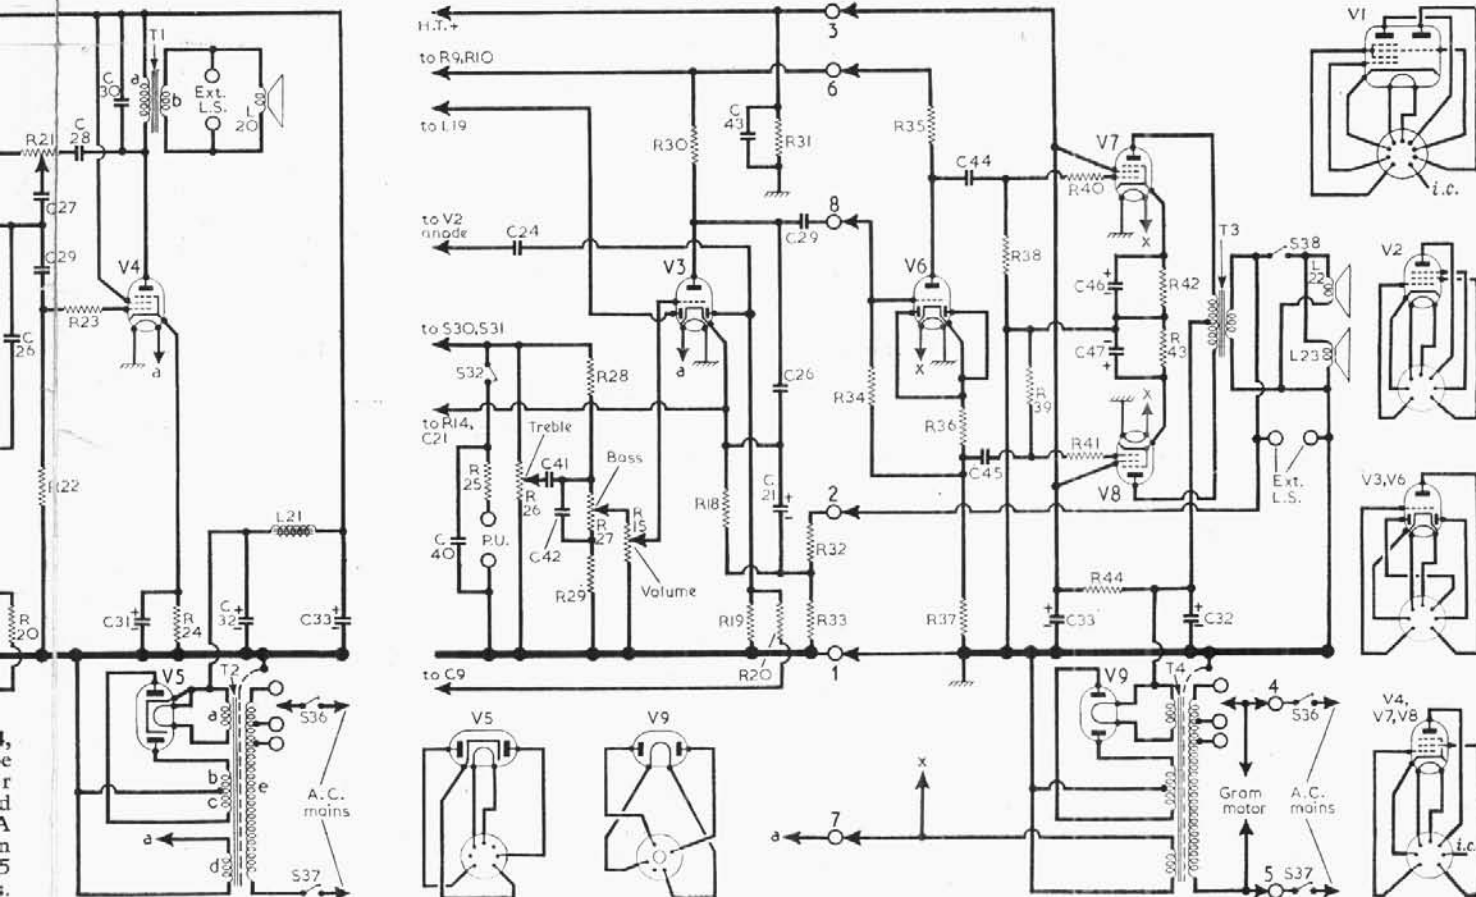 T1
C
30
a
b
Ext.
L.S.
L
20
R21
C
28
C27
C29
V4
R23
C
26
a
R22
L21
R
20
C31
R
24
C
32
C33
V5
T2
a
b
c
d
e
a
S36
A.C.
mains
S37
4,
e
r
d
A
n
5
s.
H.T.+
3
to R9,R10
6
to L19
R30
C
43
R31
R35
to V2
anode
C24
C29
8
V3
V6
C44
to S30,S31
S32
R28
a
x
C26
R34
R36
to R14,
C21
Treble
Bass
C41
R
25
R
26
C42
R
27
R
15
P.U.
C
40
R29
Volume
R18
C
21
2
R32
R19
R20
R33
R37
1
to C9
C45
R38
R
39
V7
R40
x
C46
R42
C47
R
43
x
R41
V8
T3
S38
L
22
L23
Ext.
L.S.
R44
C33
C32
V9
T4
4
S36
Gram
motor
A.C.
mains
5
S37
V5
V9
x
a
7
V1
i.c.
V2
V3,V6
V4,
V7,V8
i.c.